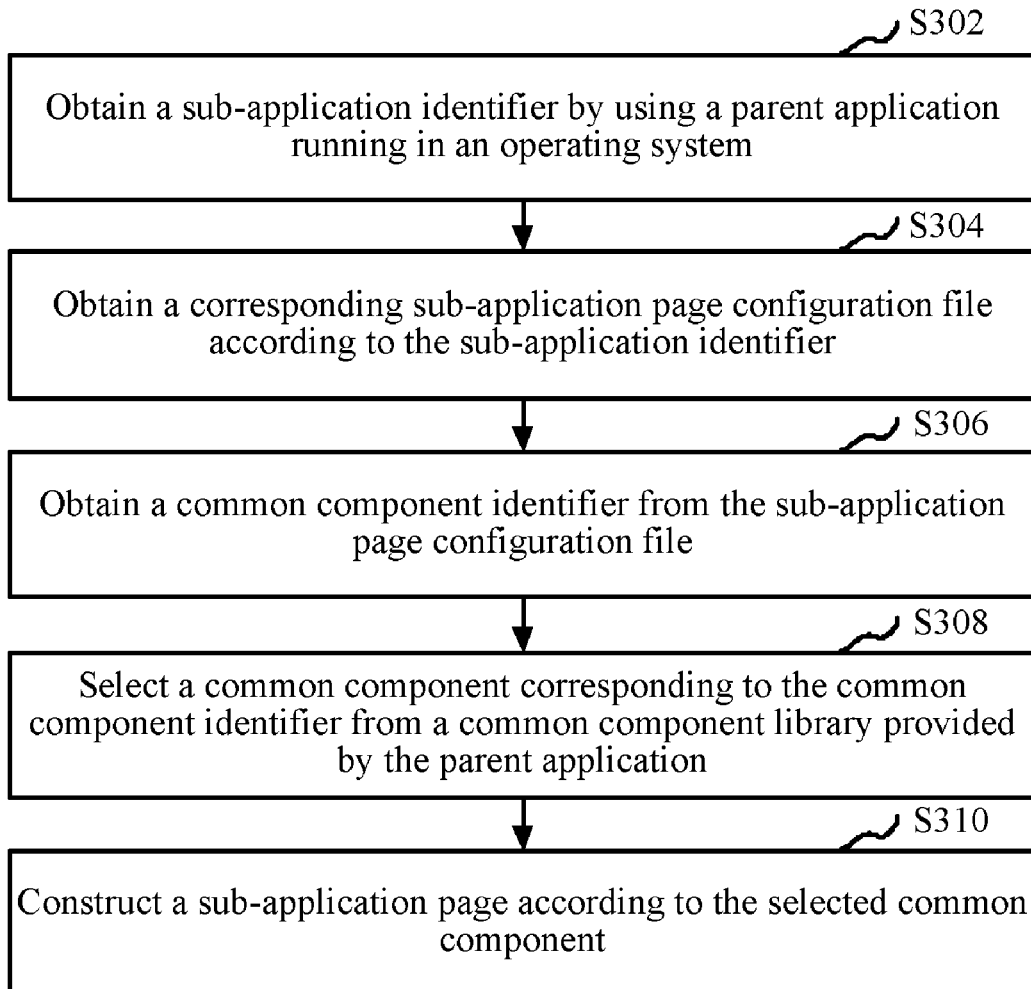 S302
Obtain a sub-application identifier by using a parent application
running in an operating system
S304
Obtain a corresponding sub-application page configuration file
according to the sub-application identifier
S306
Obtain a common component identifier from the sub-application
page configuration file
S308
Select a common component corresponding to the common
component identifier from a common component library provided
by the parent application
S310
Construct a sub-application page according to the selected common
component